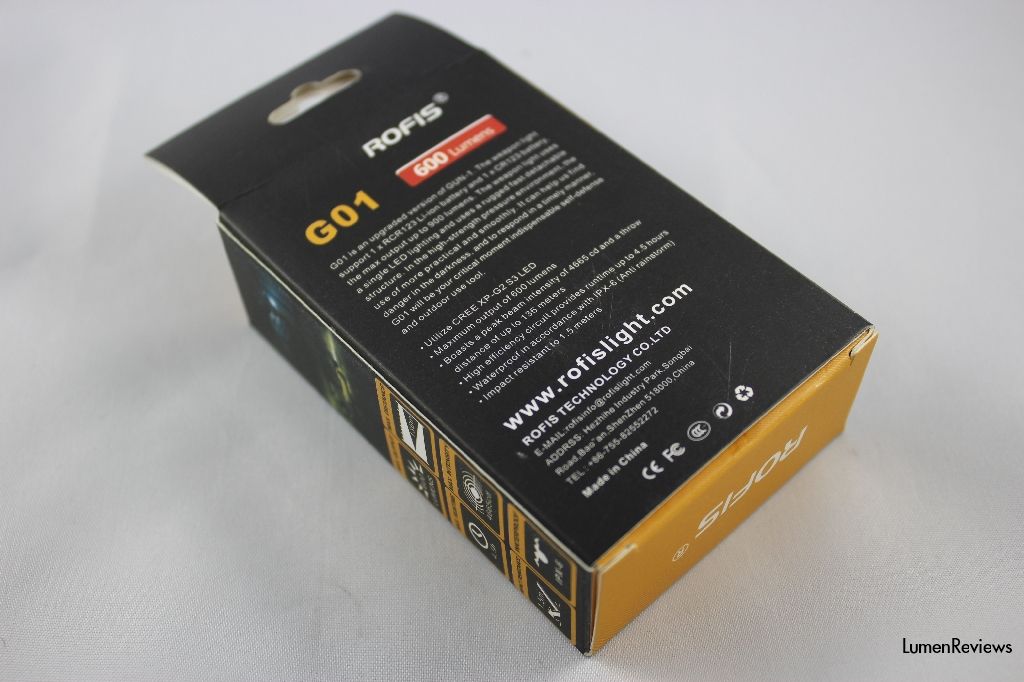 ROFIS®
600 Lumens
G01
G01 is an upgraded version of GUN-1. The weapon light
support 1 x RCR123 Li-ion battery and 1 x CR123 battery,
the max output up to 900 lumens. The weapon light uses
a single LED lighting and uses a rugged fast detachable
structure. In the high-strength pressure environment, the
use of more practical and smoothly. It can help us find
danger in the darkness, and to respond in a timely manner,
G01 will be your critical moment indispensable self-defense
and outdoor use tool.
• Utilize CREE XP-G2 S3 LED
• Maximum output of 600 lumens
• Boasts a peak beam intensity of 4665 cd and a throw
distance of up to 136 meters
• High efficiency circuit provides runtime up to 4.5 hours
• Waterproof in accordance with IPX-6 (Anti rainstorm)
• Impact resistant to 1.5 meters
www.rofislight.com
ROFIS TECHNOLOGY CO.LTD
E-MAIL:rofisinfo@rofislight.com
ADDRSS: Hezhihe Industry Park,Songbai
Road,Bao'an,ShenZhen 518000,China
TEL : +86-755-82552272
Made in China
CE FC CCC
ROFIS
®
IPX-6
LumenReviews